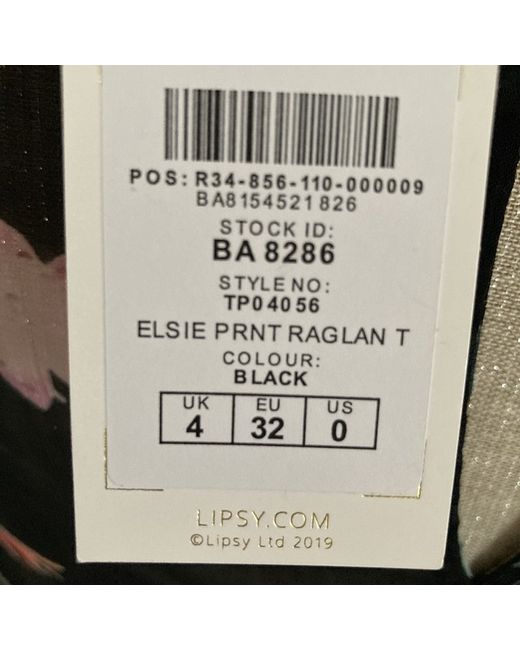 POS: R34-856-110-000009
BA8154521826
STOCK ID:
BA 8286
STYLE NO:
TP04056
ELSIE PRNT RAGLAN T
COLOUR:
BLACK
UK EU US
4 32 0
LIPSY.COM
©Lipsy Ltd 2019